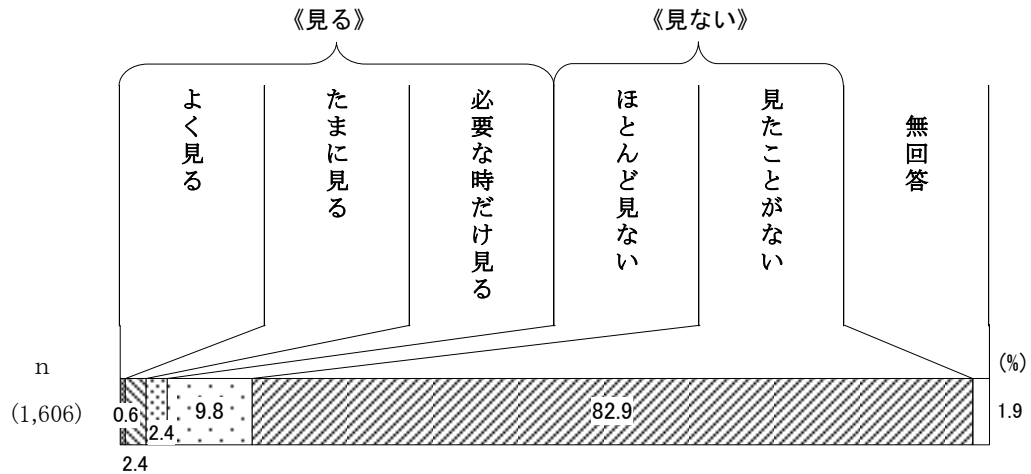 《見る》
《見ない》
よく見る
たまに見る
必要な時だけ見る
ほとんど見ない
見たことがない
無回答
n
(%)
(1,606)
0.6
2.4
2.4
9.8
82.9
1.9